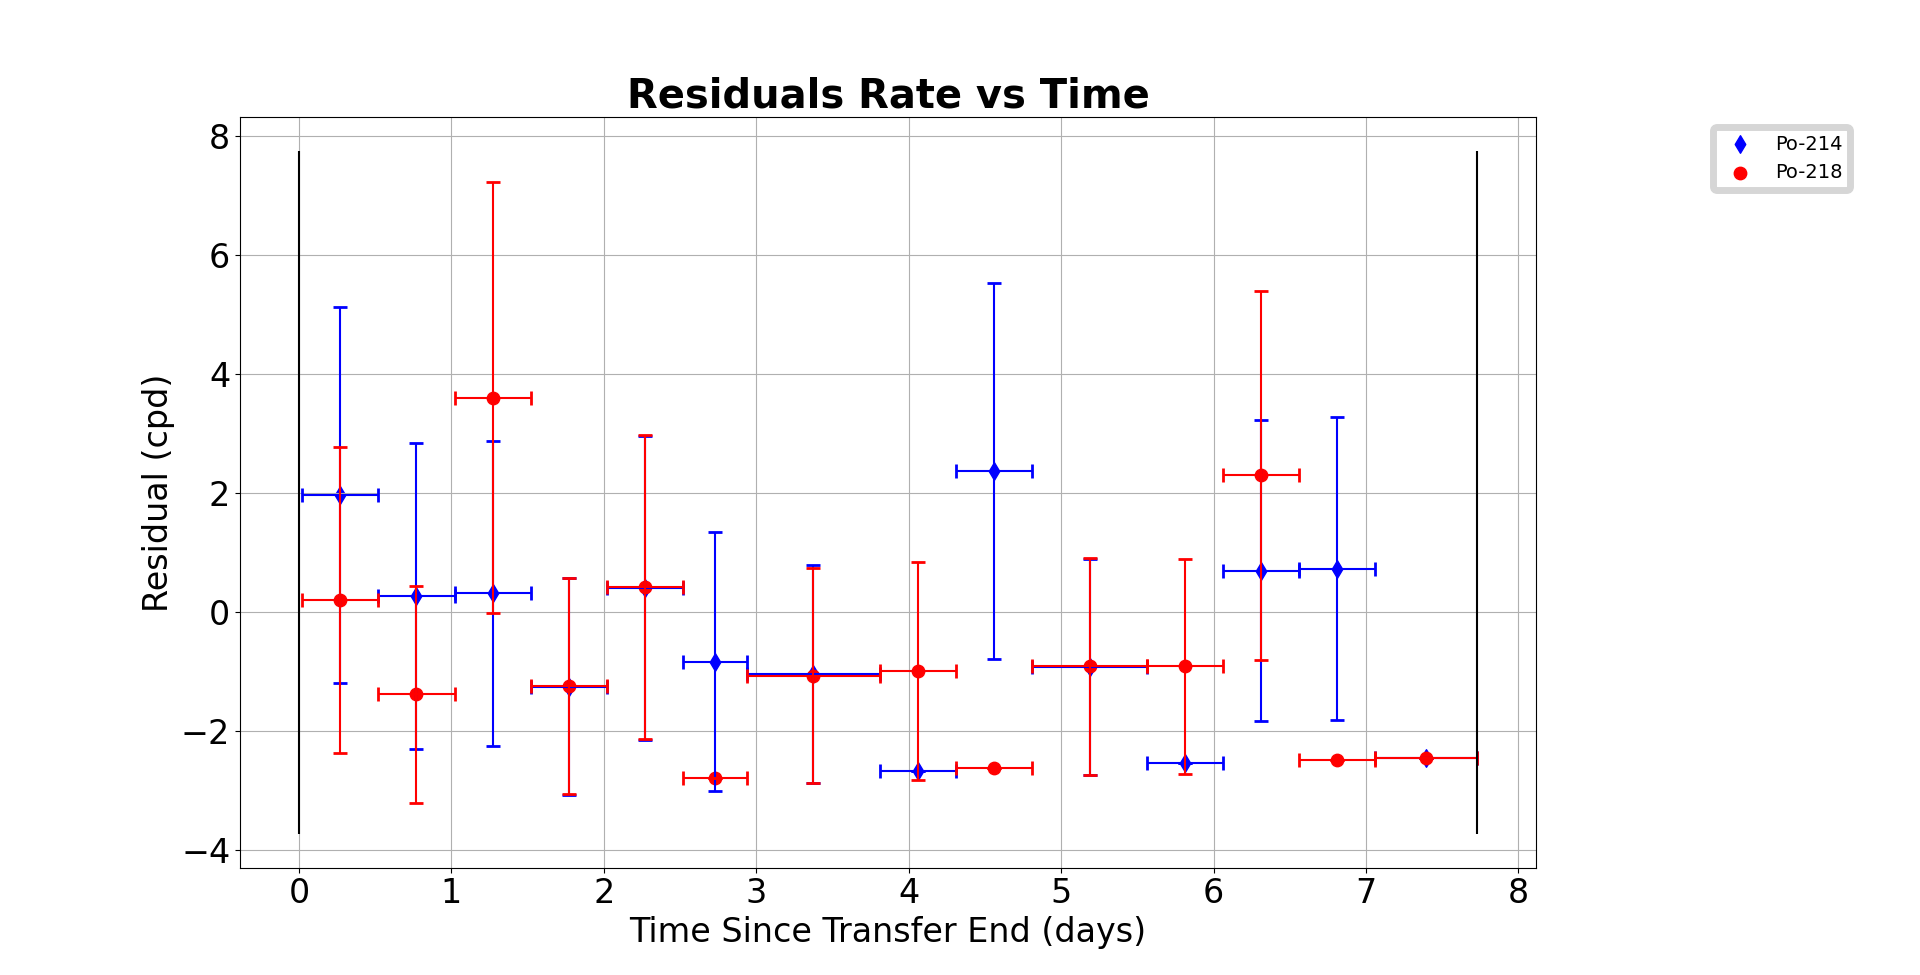 Residuals Rate vs Time
Po-214
Po-218
8
6
4
2
0
−2
−4
Residual (cpd)
0 1 2 3 4 5 6 7 8
Time Since Transfer End (days)